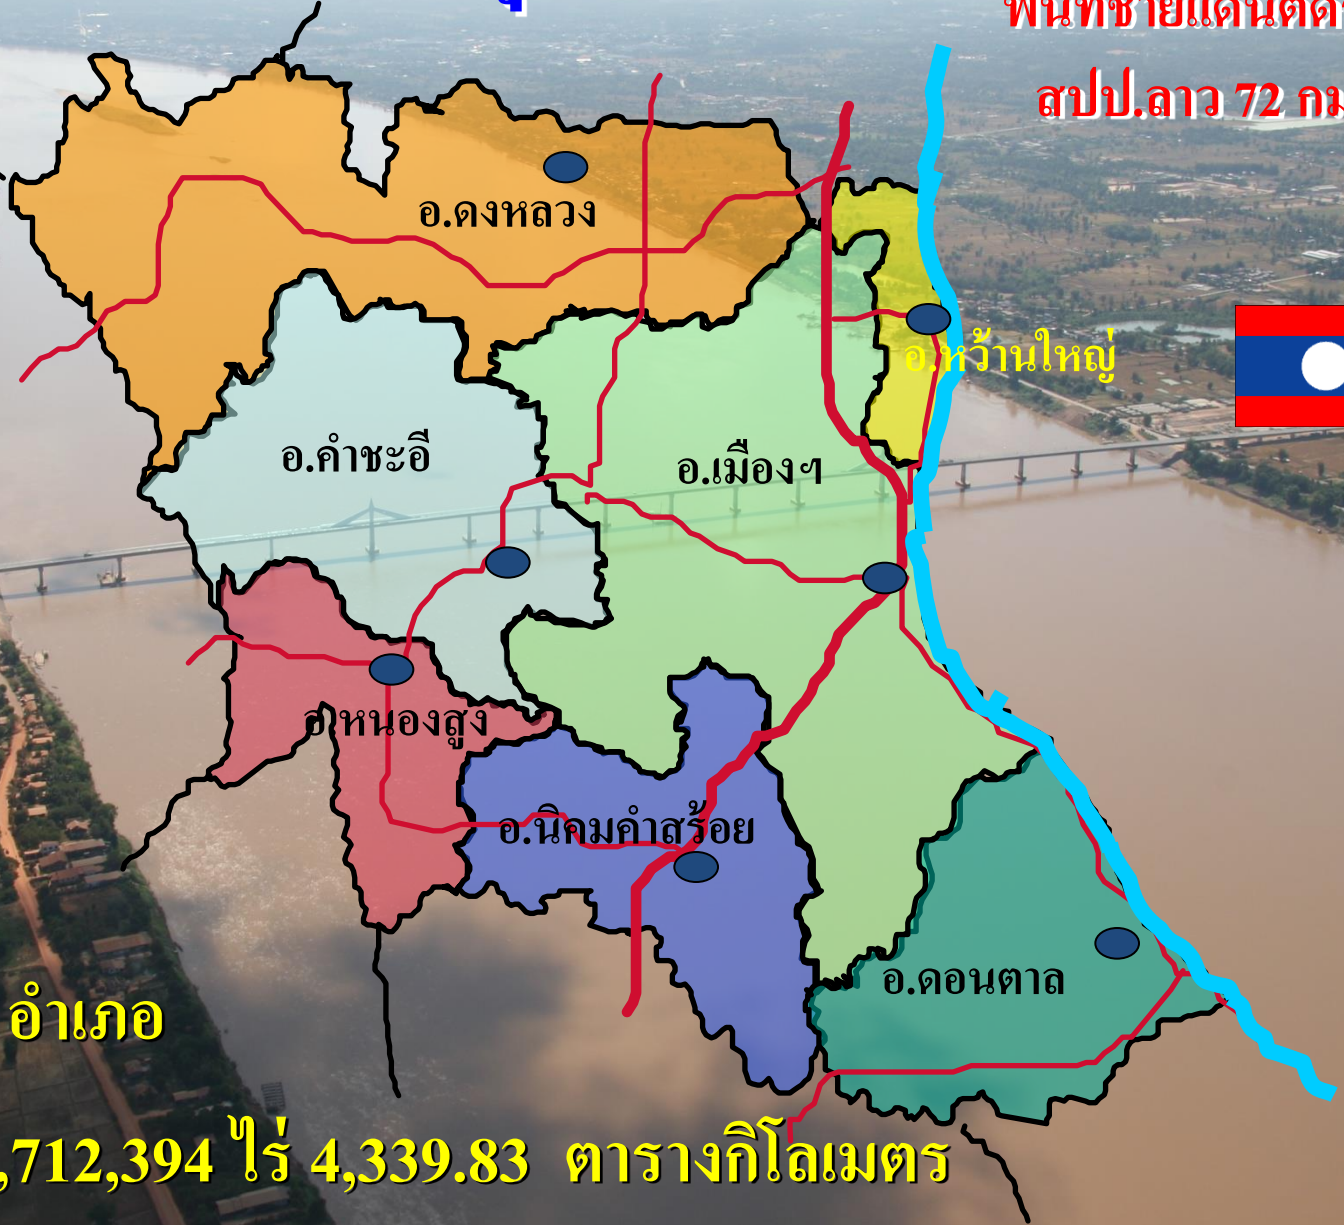 สปป.ลาว 72 กม
อ.ดงหลวง
อ.หว้านใหญ่
อ.คำชะอี
อ.เมืองฯ
อ.หนองสูง
อ.นิคมคำสร้อย
อ.ดอนตาล
อำเภอ
,712,394 ไร่ 4,339.83 ตารางกิโลเมตร